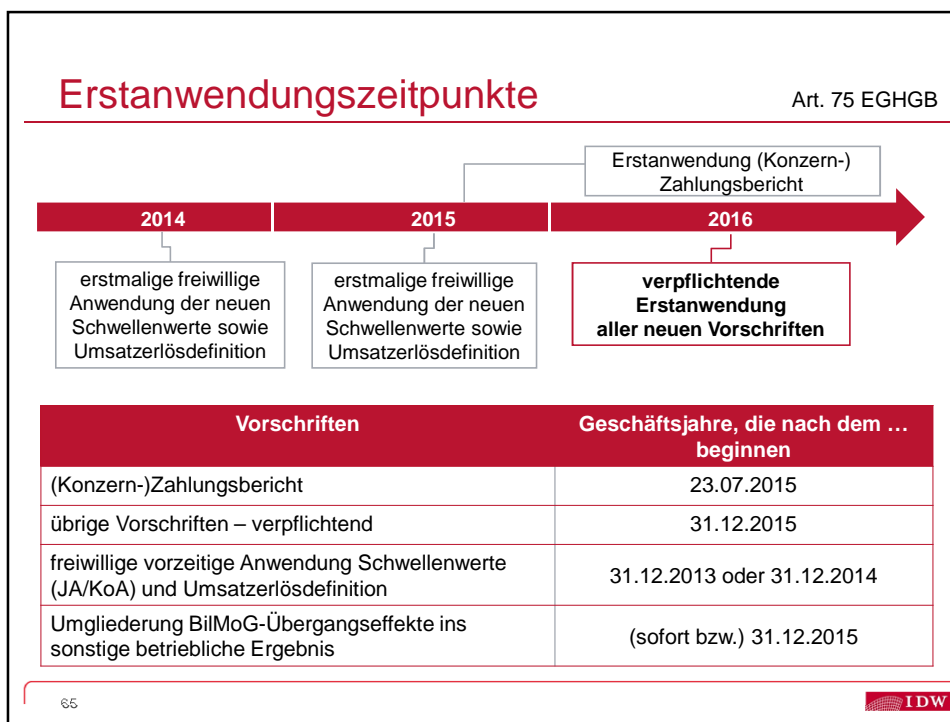 Erstanwendungszeitpunkte
Art. 75 EGHGB
Erstanwendung (Konzern-)
Zahlungsbericht
2014
2015
2016
erstmalige freiwillige
Anwendung der neuen
Schwellenwerte sowie
Umsatzerlösdefinition
erstmalige freiwillige
Anwendung der neuen
Schwellenwerte sowie
Umsatzerlösdefinition
verpflichtende
Erstanwendung
aller neuen Vorschriften
Vorschriften
Geschäftsjahre, die nach dem …
beginnen
(Konzern-)Zahlungsbericht
23.07.2015
übrige Vorschriften – verpflichtend
31.12.2015
freiwillige vorzeitige Anwendung Schwellenwerte
(JA/KoA) und Umsatzerlösdefinition
31.12.2013 oder 31.12.2014
Umgliederung BilMoG-Übergangseffekte ins
sonstige betriebliche Ergebnis
(sofort bzw.) 31.12.2015
65
IDW